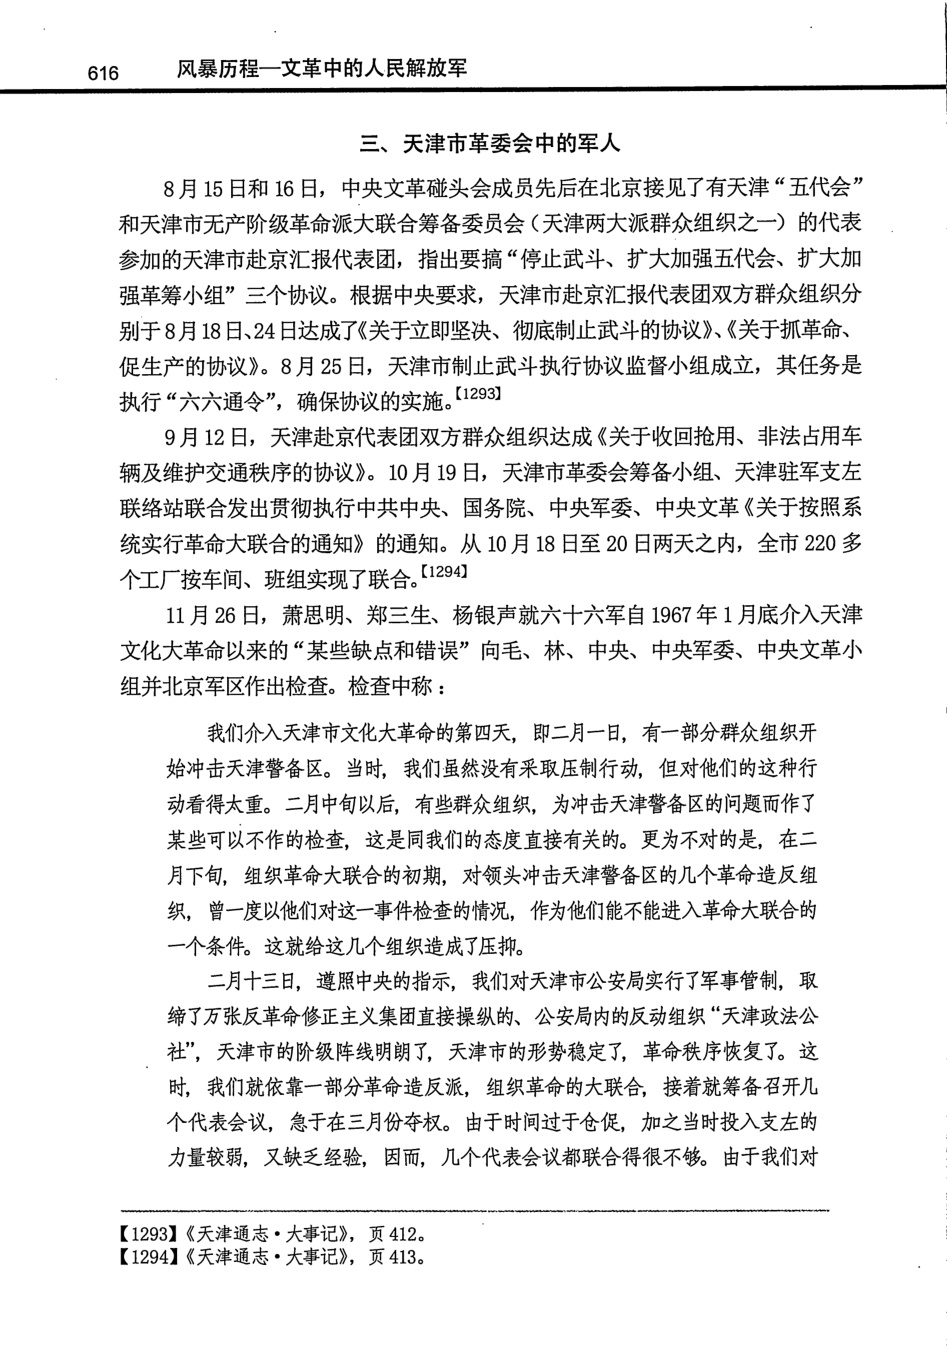 616 风暴历程—文革中的人民解放军
三、天津市革委会中的军人
8月15日和16日，中央文革碰头会成员先后在北京接见了有天津“五代会”
和天津市无产阶级革命派大联合筹备委员会（天津两大派群众组织之一）的代表
参加的天津市赴京汇报代表团，指出要搞“停止武斗、扩大加强五代会、扩大加
强革筹小组”三个协议。根据中央要求，天津市赴京汇报代表团双方群众组织分
别于8月18日、24日达成了《关于立即坚决、彻底制止武斗的协议》、《关于抓革命、
促生产的协议》。8月25日，天津市制止武斗执行协议监督小组成立，其任务是
执行“六六通令”，确保协议的实施。【1293】
9月12日，天津赴京代表团双方群众组织达成《关于收回抢用、非法占用车
辆及维护交通秩序的协议》。10月19日，天津市革委会筹备小组、天津驻军支左
联络站联合发出贯彻执行中共中央、国务院、中央军委、中央文革《关于按照系
统实行革命大联合的通知》的通知。从10月18日至20日两天之内，全市220多
个工厂按车间、班组实现了联合。【1294】
11月26日，萧思明、郑三生、杨银声就六十六军自1967年1月底介入天津
文化大革命以来的“某些缺点和错误”向毛、林、中央、中央军委、中央文革小
组并北京军区作出检查。检查中称：
我们介入天津市文化大革命的第四天，即二月一日，有一部分群众组织开
始冲击天津警备区。当时，我们虽然没有采取压制行动，但对他们的这种行
动看得太重。二月中旬以后，有些群众组织，为冲击天津警备区的问题而作了
某些可以不作的检查，这是同我们的态度直接有关的。更为不对的是，在二
月下旬，组织革命大联合的初期，对领头冲击天津警备区的几个革命造反组
织，曾一度以他们对这一事件检查的情况，作为他们能不能进入革命大联合的
一个条件。这就给这几个组织造成了压抑。
二月十三日，遵照中央的指示，我们对天津市公安局实行了军事管制，取
缔了万张反革命修正主义集团直接操纵的、公安局内的反动组织“天津政法公
社”，天津市的阶级阵线明朗了，天津市的形势稳定了，革命秩序恢复了。这
时，我们就依靠一部分革命造反派，组织革命的大联合，接着就筹备召开几
个代表会议，急于在三月份夺权。由于时间过于仓促，加之当时投入支左的
力量较弱，又缺乏经验，因而，几个代表会议都联合得很不够。由于我们对
【1293】《天津通志·大事记》，页412。
【1294】《天津通志·大事记》，页413。